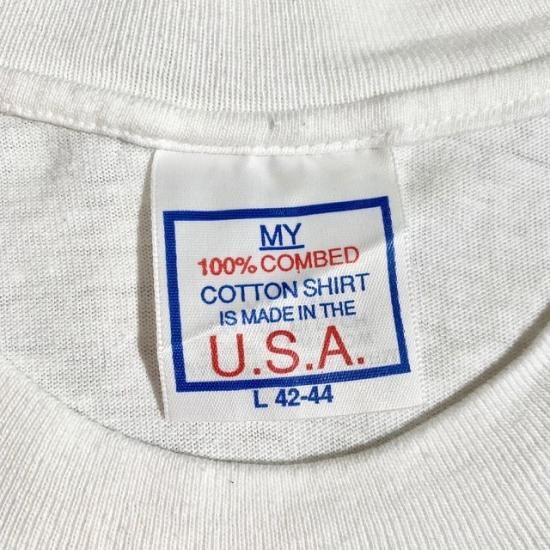 MY
100% COMBED
COTTON SHIRT
IS MADE IN THE
U.S.A.
L 42-44